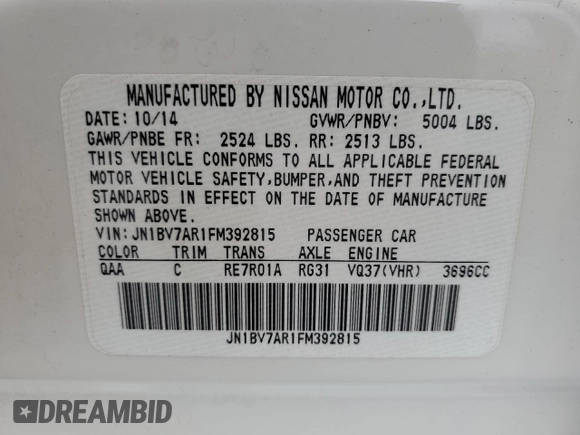 MANUFACTURED BY NISSAN MOTOR CO.,LTD.
DATE: 10/14 GVWR/PNBV: 5004 LBS.
GAWR/PNBE FR: 2524 LBS. RR: 2513 LBS.
THIS VEHICLE CONFORMS TO ALL APPLICABLE FEDERAL
MOTOR VEHICLE SAFETY,BUMPER,AND THEFT PREVENTION
STANDARDS IN EFFECT ON THE DATE OF MANUFACTURE
SHOWN ABOVE.
VIN:JN1BV7AR1FM392815 PASSENGER CAR
COLOR TRIM TRANS AXLE ENGINE
QAA C RE7R01A RG31 VQ37(VHR) 3696CC
JN1BV7AR1FM392815
DREAMBID